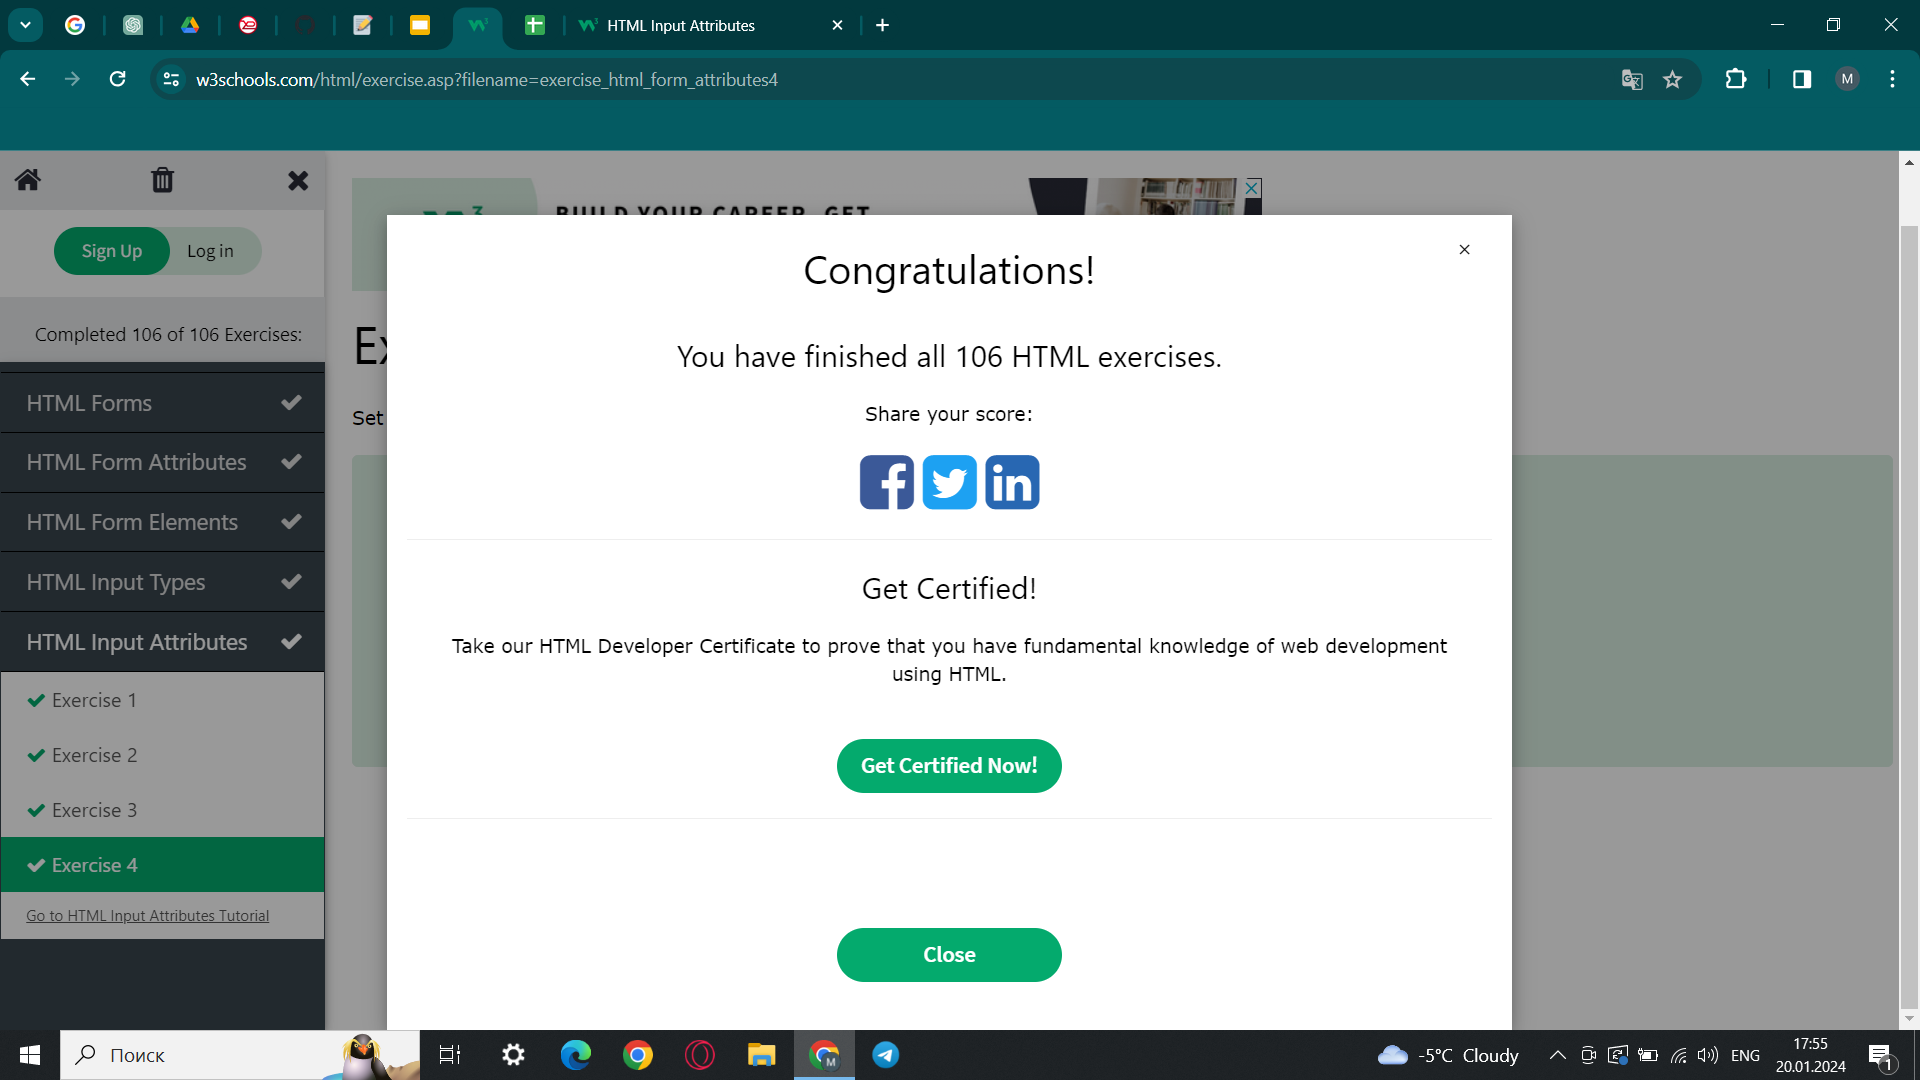 HTML Input Attributes
w3schools.com/html/exercise.asp?filename=exercise_html_form_attributes4
M
Sign Up
Log in
Completed 106 of 106 Exercises:
HTML Forms
HTML Form Attributes
HTML Form Elements
HTML Input Types
HTML Input Attributes
Exercise 1
Exercise 2
Exercise 3
Exercise 4
Go to HTML Input Attributes Tutorial
BUILD YOUR CAREER. GET
Ex
Set
Congratulations!
You have finished all 106 HTML exercises.
Share your score:
Get Certified!
Take our HTML Developer Certificate to prove that you have fundamental knowledge of web development
using HTML.
Get Certified Now!
Close
Поиск
M
-5°C Cloudy
ENG
17:55
20.01.2024
1